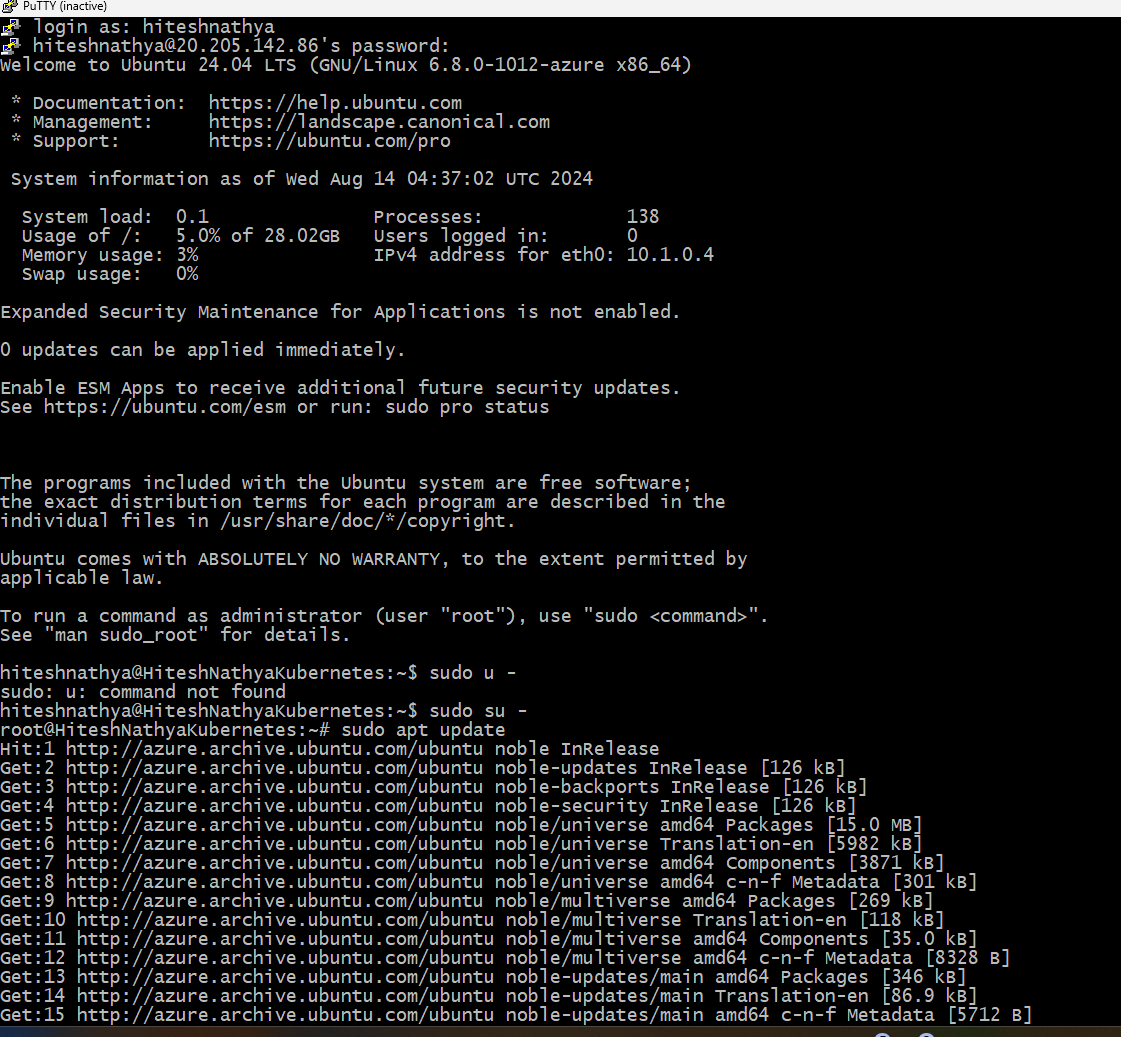 PuTTY (inactive)
login as: hiteshnathya
hiteshnathya@20.205.142.86's password:
Welcome to Ubuntu 24.04 LTS (GNU/Linux 6.8.0-1012-azure x86_64)
* Documentation: https://help.ubuntu.com
* Management: https://landscape.canonical.com
* Support: https://ubuntu.com/pro
System information as of Wed Aug 14 04:37:02 UTC 2024
System load: 0.1 Processes: 138
Usage of /: 5.0% of 28.02GB Users logged in: 0
Memory usage: 3% IPv4 address for eth0: 10.1.0.4
Swap usage: 0%
Expanded Security Maintenance for Applications is not enabled.
0 updates can be applied immediately.
Enable ESM Apps to receive additional future security updates.
See https://ubuntu.com/esm or run: sudo pro status
The programs included with the Ubuntu system are free software;
the exact distribution terms for each program are described in the
individual files in /usr/share/doc/*/copyright.
Ubuntu comes with ABSOLUTELY NO WARRANTY, to the extent permitted by
applicable law.
To run a command as administrator (user "root"), use "sudo <command>".
See "man sudo_root" for details.
hiteshnathya@HiteshNathyaKubernetes:~$ sudo u -
sudo: u: command not found
hiteshnathya@HiteshNathyaKubernetes:~$ sudo su -
root@HiteshNathyaKubernetes:~# sudo apt update
Hit:1 http://azure.archive.ubuntu.com/ubuntu noble InRelease
Get:2 http://azure.archive.ubuntu.com/ubuntu noble-updates InRelease [126 kB]
Get:3 http://azure.archive.ubuntu.com/ubuntu noble-backports InRelease [126 kB]
Get:4 http://azure.archive.ubuntu.com/ubuntu noble-security InRelease [126 kB]
Get:5 http://azure.archive.ubuntu.com/ubuntu noble/universe amd64 Packages [15.0 MB]
Get:6 http://azure.archive.ubuntu.com/ubuntu noble/universe Translation-en [5982 kB]
Get:7 http://azure.archive.ubuntu.com/ubuntu noble/universe amd64 Components [3871 kB]
Get:8 http://azure.archive.ubuntu.com/ubuntu noble/universe amd64 c-n-f Metadata [301 kB]
Get:9 http://azure.archive.ubuntu.com/ubuntu noble/multiverse amd64 Packages [269 kB]
Get:10 http://azure.archive.ubuntu.com/ubuntu noble/multiverse Translation-en [118 kB]
Get:11 http://azure.archive.ubuntu.com/ubuntu noble/multiverse amd64 Components [35.0 kB]
Get:12 http://azure.archive.ubuntu.com/ubuntu noble/multiverse amd64 c-n-f Metadata [8328 B]
Get:13 http://azure.archive.ubuntu.com/ubuntu noble-updates/main amd64 Packages [346 kB]
Get:14 http://azure.archive.ubuntu.com/ubuntu noble-updates/main Translation-en [86.9 kB]
Get:15 http://azure.archive.ubuntu.com/ubuntu noble-updates/main amd64 c-n-f Metadata [5712 B]